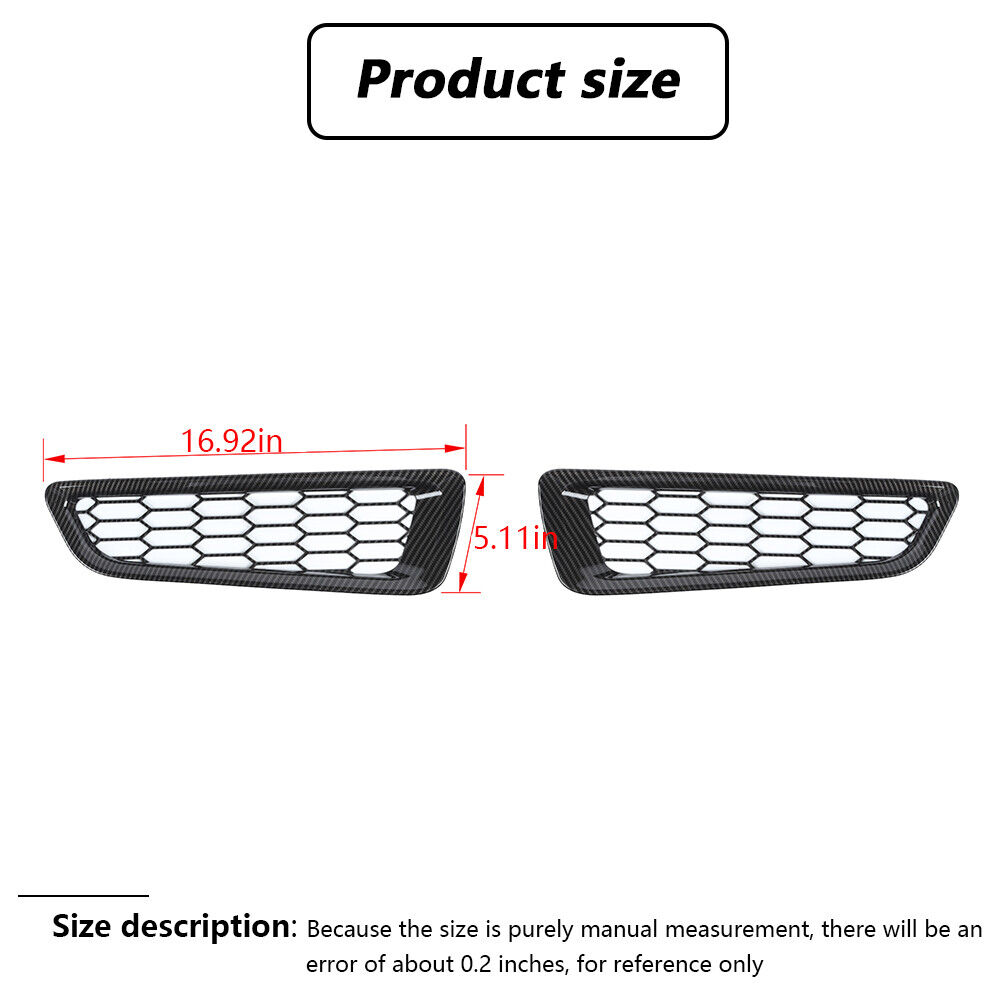 Product size
16.92in
5.11in
Size description: Because the size is purely manual measurement, there will be an
error of about 0.2 inches, for reference only